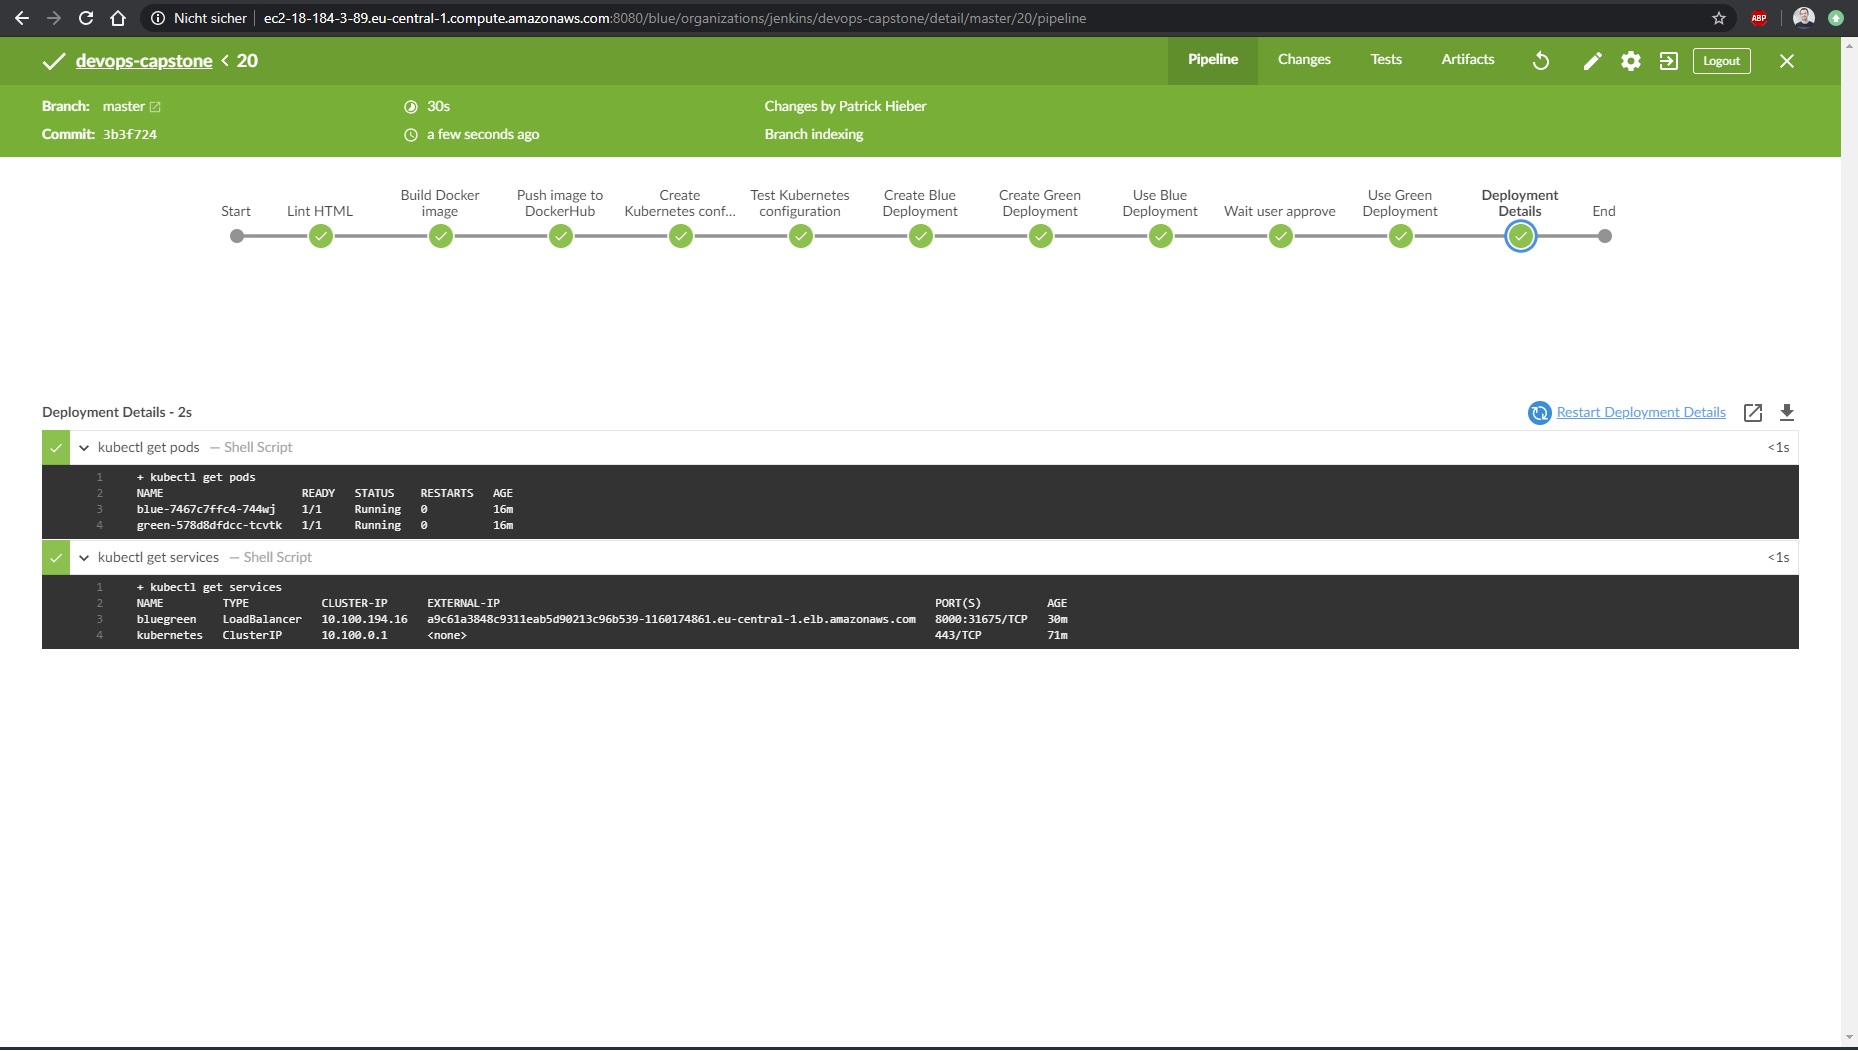 Nicht sicher ec2-18-184-3-89.eu-central-1.compute.amazonaws.com:8080/blue/organizations/jenkins/devops-capstone/detail/master/20/pipeline ABP
devops-capstone < 20 Pipeline Changes Tests Artifacts Logout
Branch: master 30s Changes by Patrick Hieber
Commit: 3b3f724 a few seconds ago Branch indexing
Start
Lint HTML
Build Docker
image
Push image to
DockerHub
Create
Kubernetes conf...
Test Kubernetes
configuration
Create Blue
Deployment
Create Green
Deployment
Use Blue
Deployment
Wait user approve
Use Green
Deployment
Deployment
Details
End
Deployment Details - 2s Restart Deployment Details
kubectl get pods — Shell Script <1s
1 + kubectl get pods
2 NAME READY STATUS RESTARTS AGE
3 blue-7467c7ffc4-744wj 1/1 Running 0 16m
4 green-578d8dfdcc-tcvtk 1/1 Running 0 16m
kubectl get services — Shell Script <1s
1 + kubectl get services
2 NAME TYPE CLUSTER-IP EXTERNAL-IP PORT(S) AGE
3 bluegreen LoadBalancer 10.100.194.16 a9c61a3848c9311eab5d90213c96b539-1160174861.eu-central-1.elb.amazonaws.com 8000:31675/TCP 30m
4 kubernetes ClusterIP 10.100.0.1 <none> 443/TCP 71m